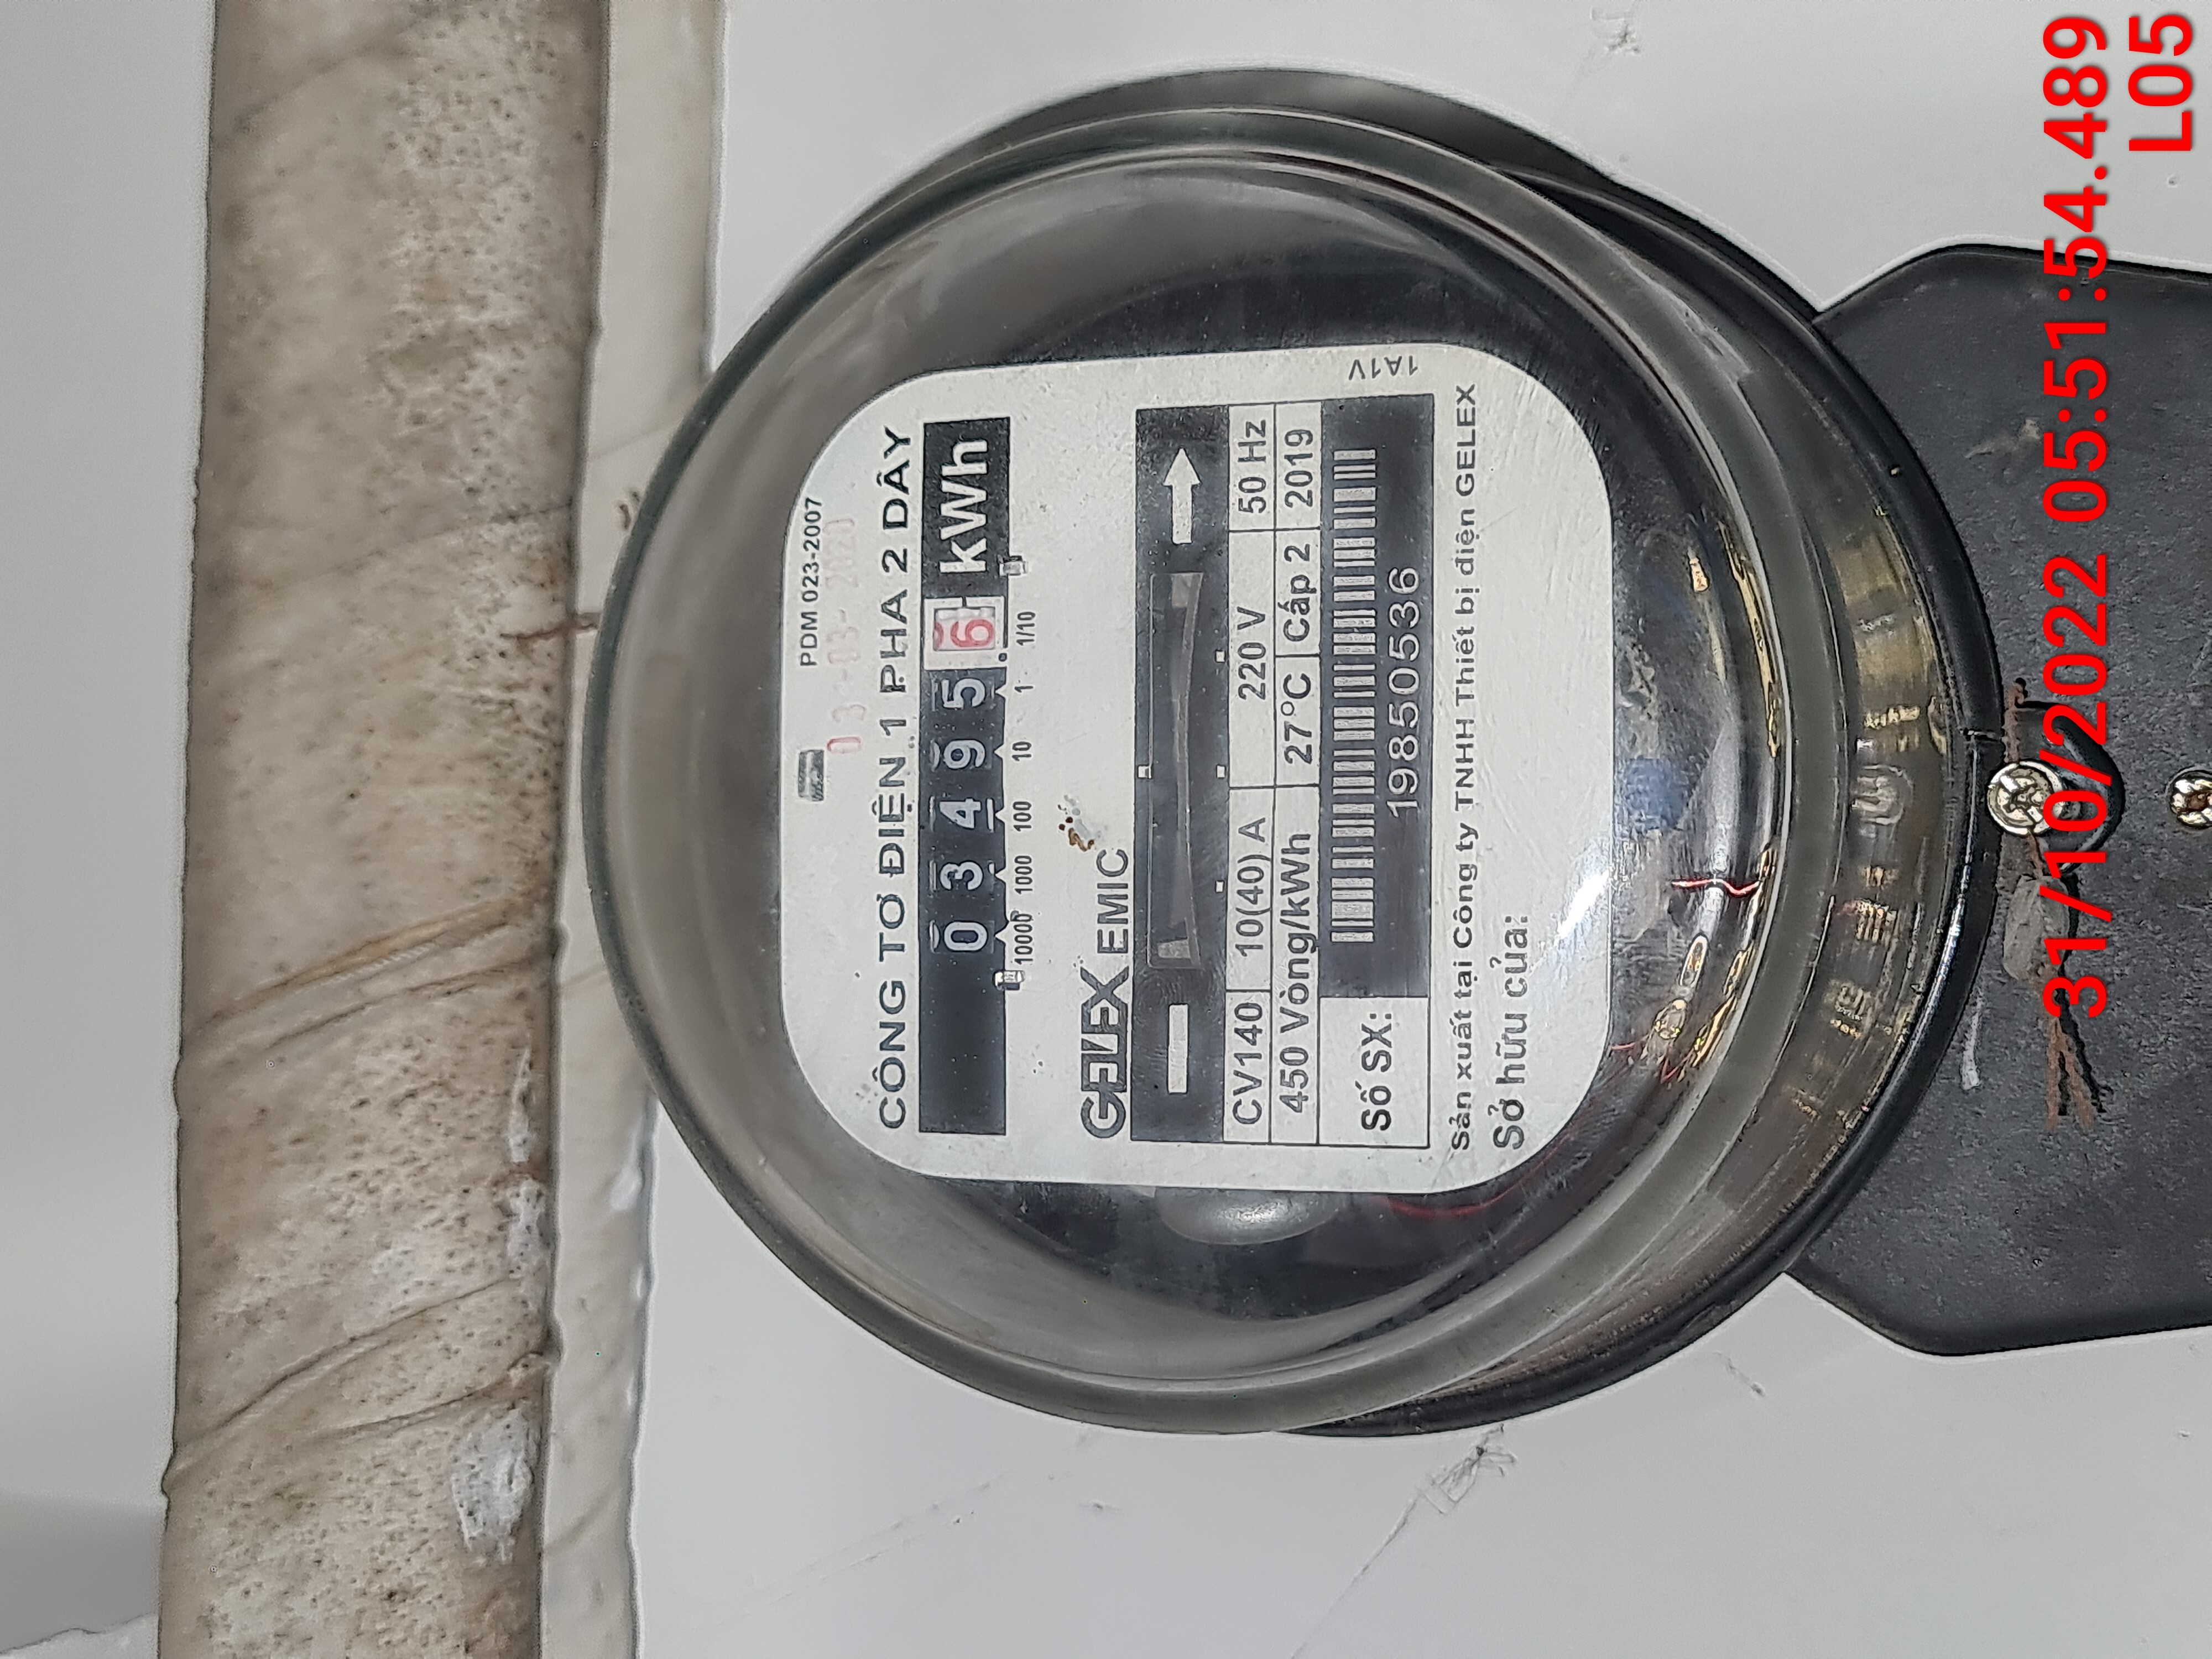 PDM 023-2007
03-03-2020
CÔNG TƠ ĐIỆN 1 PHA 2 DÂY
0 3 4 9 5 6 kWh
10000 1000 100 10 1 1/10
GELEX EMIC
CV140 10(40) A 220 V 50 Hz
450 Vòng/kWh 27°C Cấp 2 2019
Số SX: 19850536
1A1V
Sản xuất tại Công ty TNHH Thiết bị điện GELEX
Sở hữu của:
31/10/2022 05:51:54.489
L05